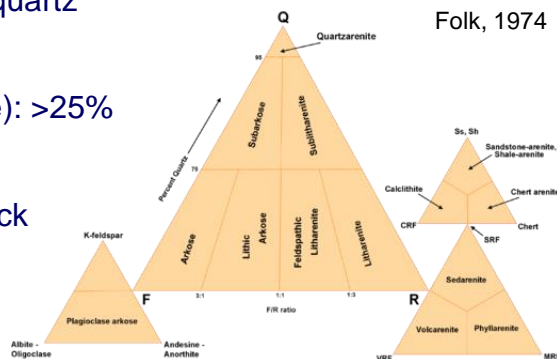 quartz
e): >25%
ck
Folk, 1974
Q
Quartzarenite
95
Subarkose
Sublitharenite
Percent Quartz
75
Arkose
Lithic
Arkose
Feldspathic
Litharenite
Litharenite
F
3:1
1:1
1:3
R
F/R ratio
K-feldspar
Plagioclase arkose
Albite -
Oligoclase
Andesine -
Anorthite
Ss, Sh
Sandstone-arenite,
Shale-arenite
Calclithite
Chert arenite
CRF
Chert
SRF
Sedarenite
Volcarenite
Phyllarenite
VRF
MRF